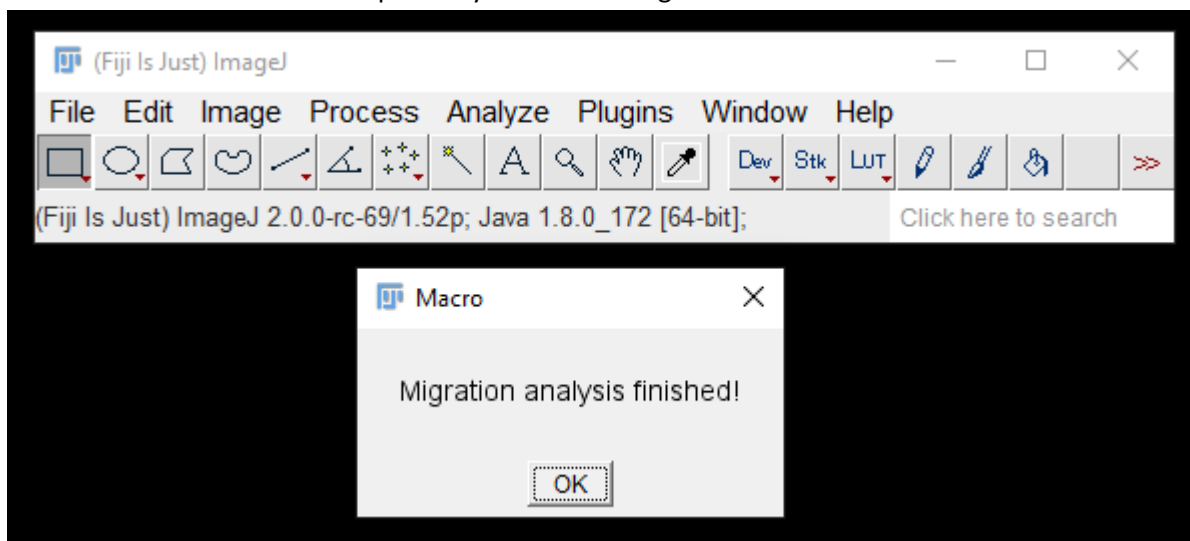 (Fiji Is Just) ImageJ
File Edit Image Process Analyze Plugins Window Help
A Dev Stk LUT >>
(Fiji Is Just) ImageJ 2.0.0-rc-69/1.52p; Java 1.8.0_172 [64-bit]; Click here to search
Macro
Migration analysis finished!
OK